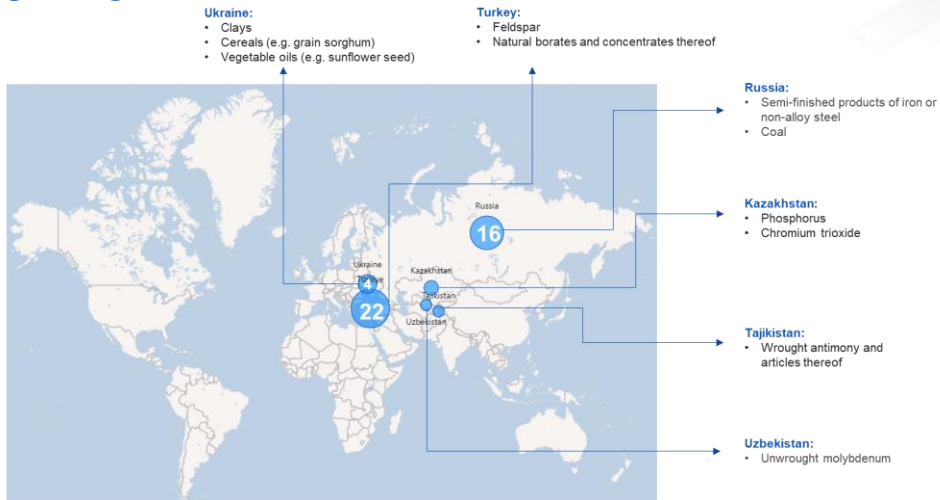 Ukraine:
• Clays
• Cereals (e.g. grain sorghum)
• Vegetable oils (e.g. sunflower seed)
Turkey:
• Feldspar
• Natural borates and concentrates thereof
Russia:
• Semi-finished products of iron or
non-alloy steel
• Coal
Kazakhstan:
• Phosphorus
• Chromium trioxide
Tajikistan:
• Wrought antimony and
articles thereof
Uzbekistan:
• Unwrought molybdenum
Russia
16
Ukraine
4
Kazakhstan
Tajikistan
22
Uzbekistan